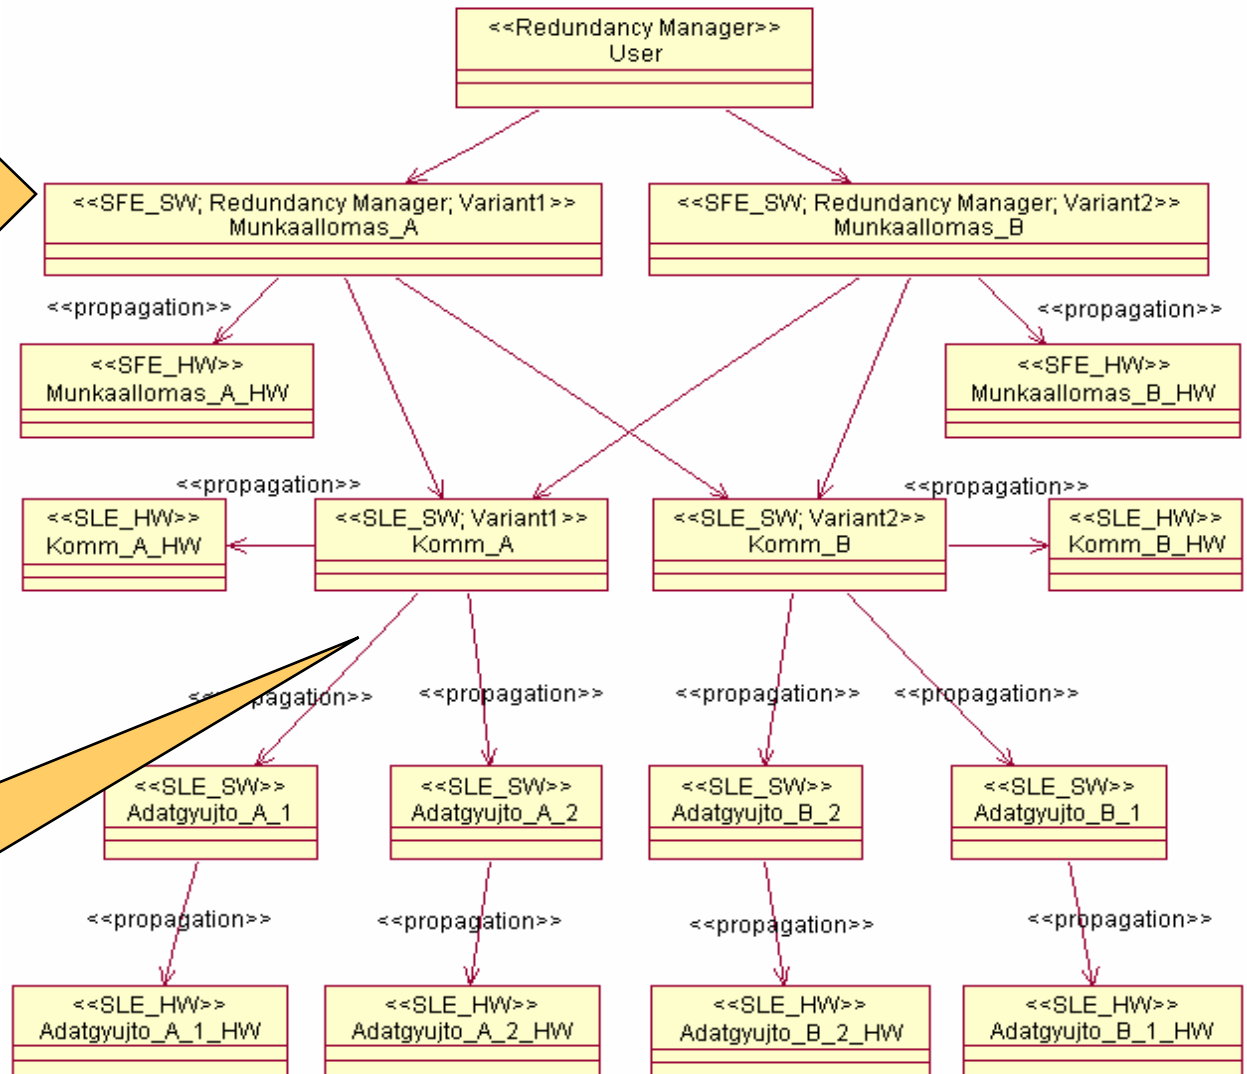 <<Redundancy Manager>>
User
<<SFE_SW; Redundancy Manager; Variant1>>
Munkaallomas_A
<<SFE_SW; Redundancy Manager; Variant2>>
Munkaallomas_B
<<propagation>>
<<propagation>>
<<SFE_HW>>
Munkaallomas_A_HW
<<SFE_HW>>
Munkaallomas_B_HW
<<propagation>>
<<propagation>>
<<SLE_HW>>
Komm_A_HW
<<SLE_SW; Variant1>>
Komm_A
<<SLE_SW; Variant2>>
Komm_B
<<SLE_HW>>
Komm_B_HW
<<propagation>>
<<propagation>>
<<propagation>>
<<propagation>>
<<SLE_SW>>
Adatgyujto_A_1
<<SLE_SW>>
Adatgyujto_A_2
<<SLE_SW>>
Adatgyujto_B_2
<<SLE_SW>>
Adatgyujto_B_1
<<propagation>>
<<propagation>>
<<propagation>>
<<propagation>>
<<SLE_HW>>
Adatgyujto_A_1_HW
<<SLE_HW>>
Adatgyujto_A_2_HW
<<SLE_HW>>
Adatgyujto_B_2_HW
<<SLE_HW>>
Adatgyujto_B_1_HW